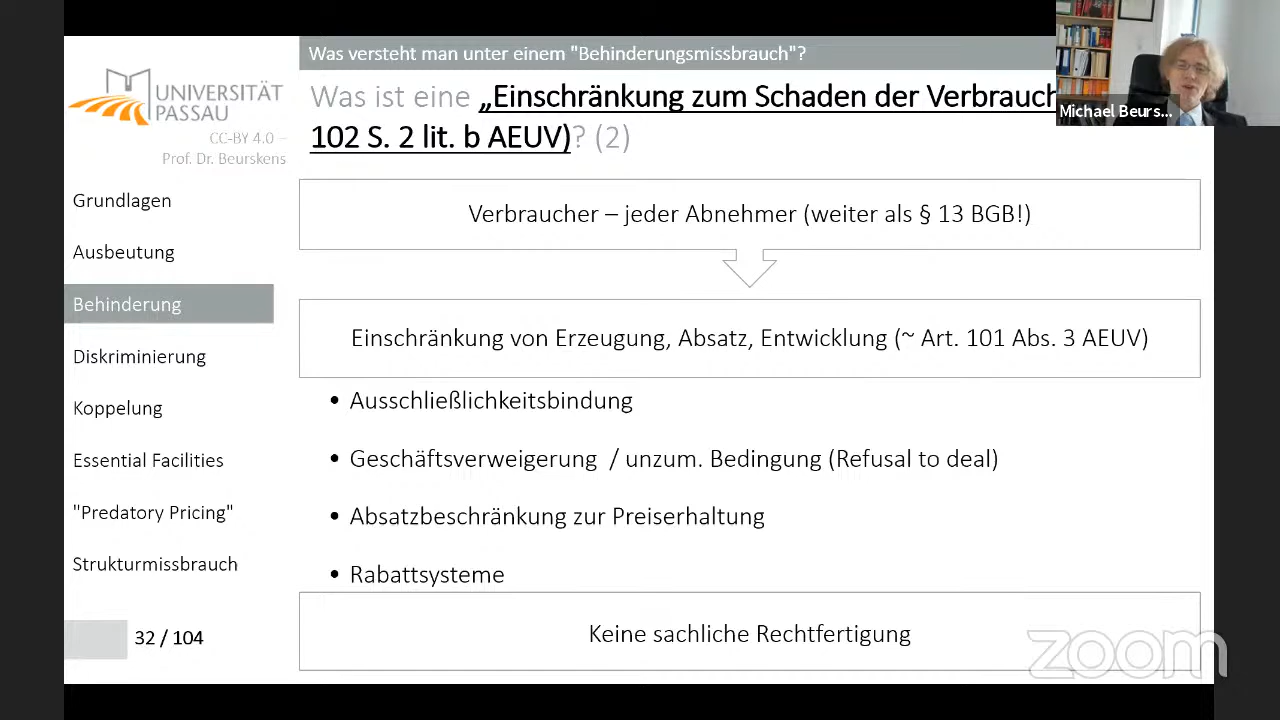 Was versteht man unter einem "Behinderungsmissbrauch"?
Was ist eine „Einschränkung zum Schaden der Verbrauch
102 S. 2 lit. b AEUV)? (2)
Michael Beurs...
UNIVERSITÄT
PASSAU
CC-BY 4.0 –
Prof. Dr. Beurskens
Grundlagen
Ausbeutung
Behinderung
Diskriminierung
Koppelung
Essential Facilities
"Predatory Pricing"
Strukturmissbrauch
32 / 104
Verbraucher – jeder Abnehmer (weiter als § 13 BGB!)
Einschränkung von Erzeugung, Absatz, Entwicklung (~ Art. 101 Abs. 3 AEUV)
• Ausschließlichkeitsbindung
• Geschäftsverweigerung / unzum. Bedingung (Refusal to deal)
• Absatzbeschränkung zur Preiserhaltung
• Rabattsysteme
Keine sachliche Rechtfertigung
zoom